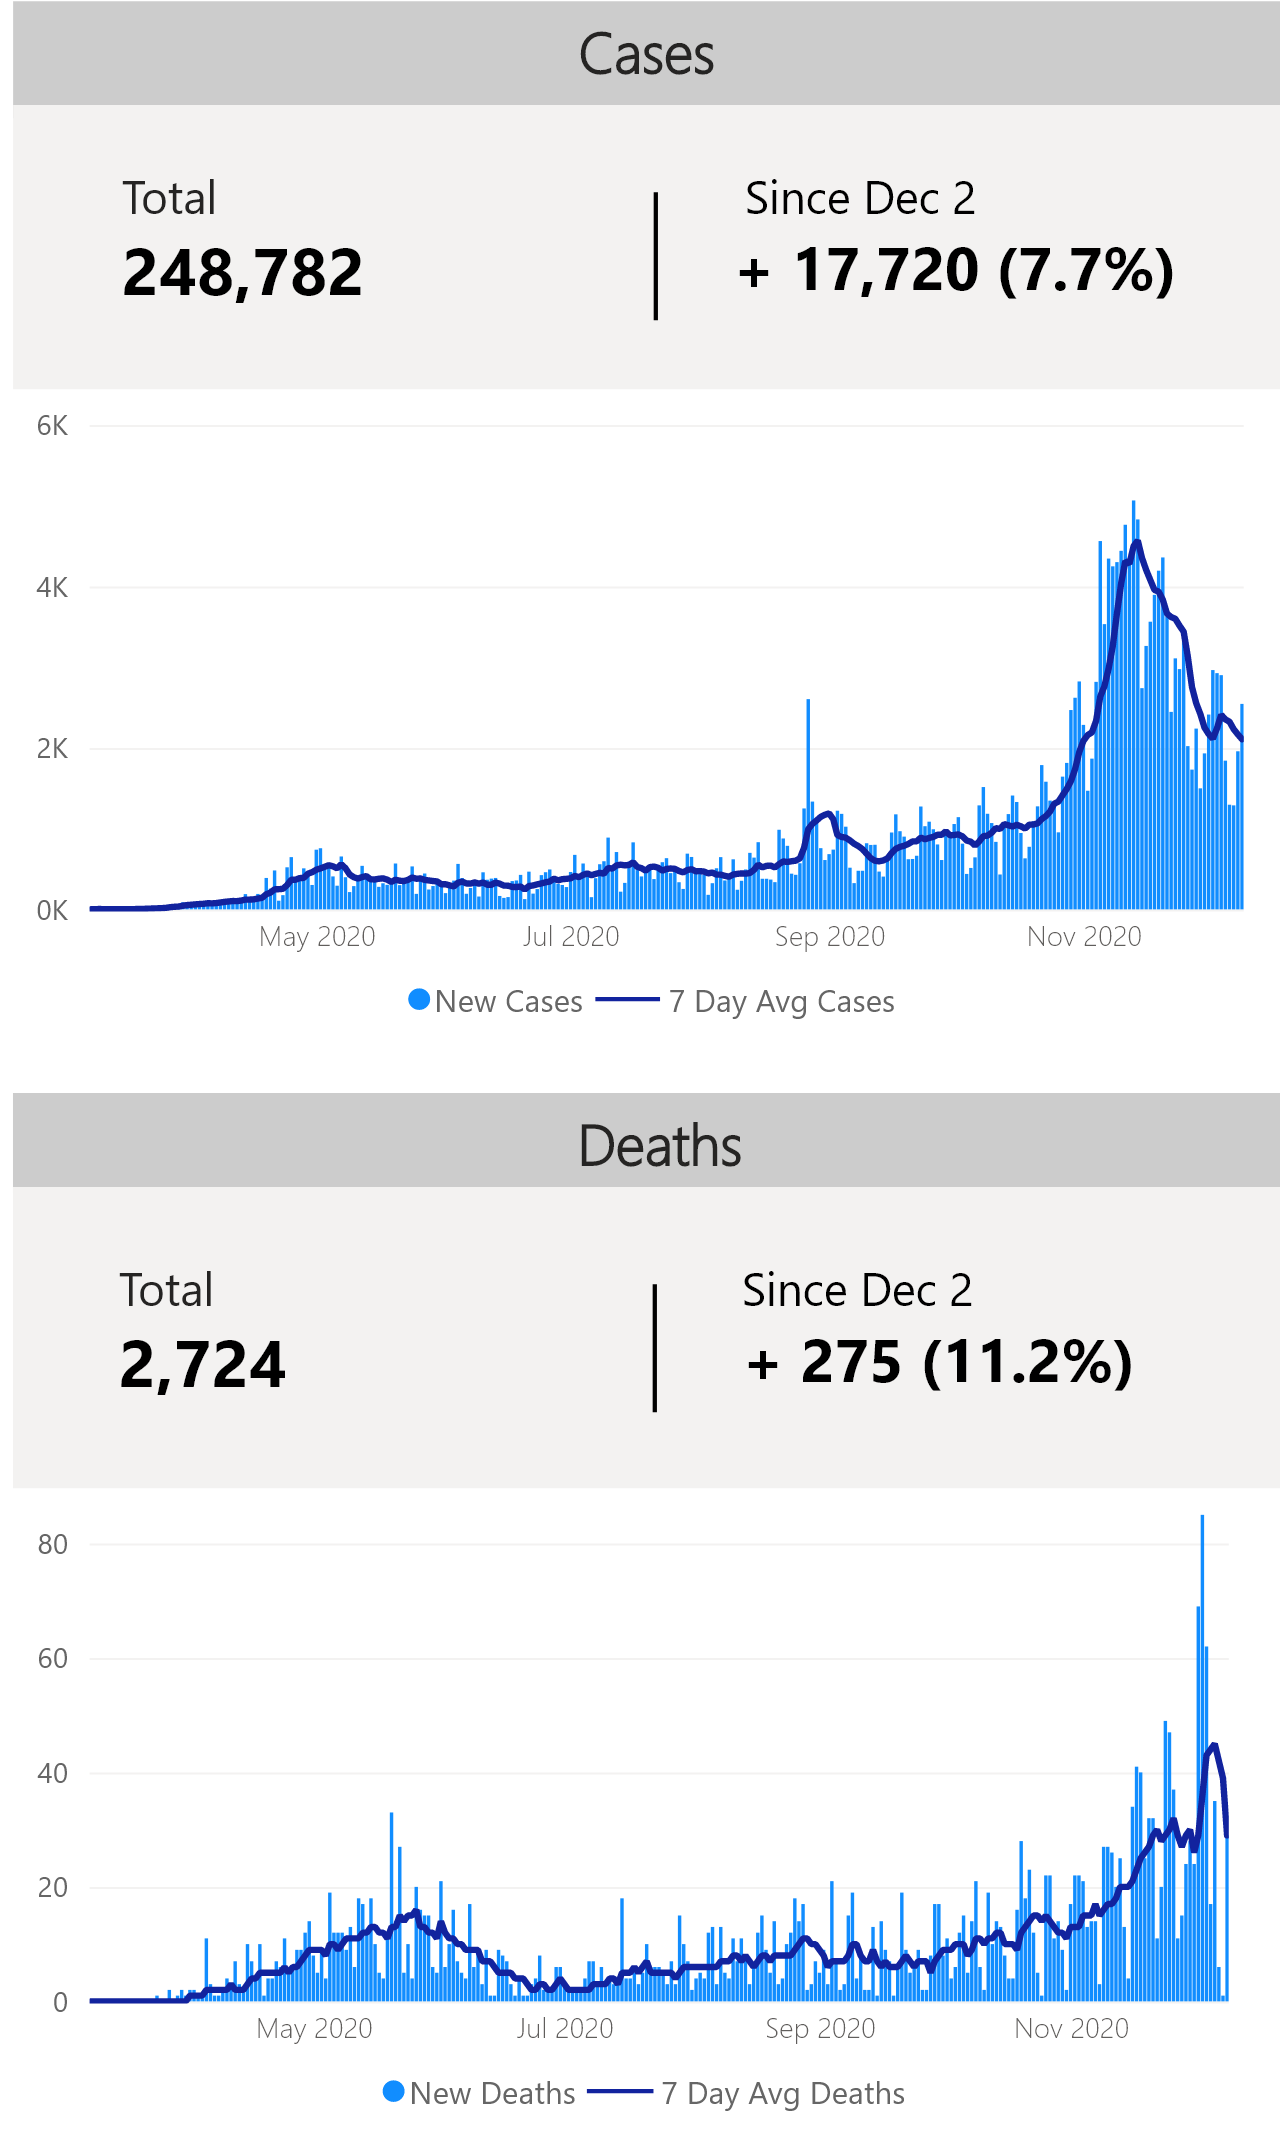 Cases
Total
Since Dec 2
248,782
+ 17,720 (7.7%)
6K
4K
2K
0K
May 2020
Jul 2020
Sep 2020
Nov 2020
New Cases
7 Day Avg Cases
Deaths
Total
Since Dec 2
2,724
+ 275 (11.2%)
80
60
40
20
0
May 2020
Jul 2020
Sep 2020
Nov 2020
New Deaths
7 Day Avg Deaths